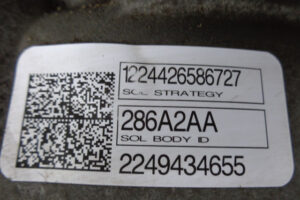 1224426586727
SOL STRATEGY
286A2AA
SOL BODY ID
2249434655